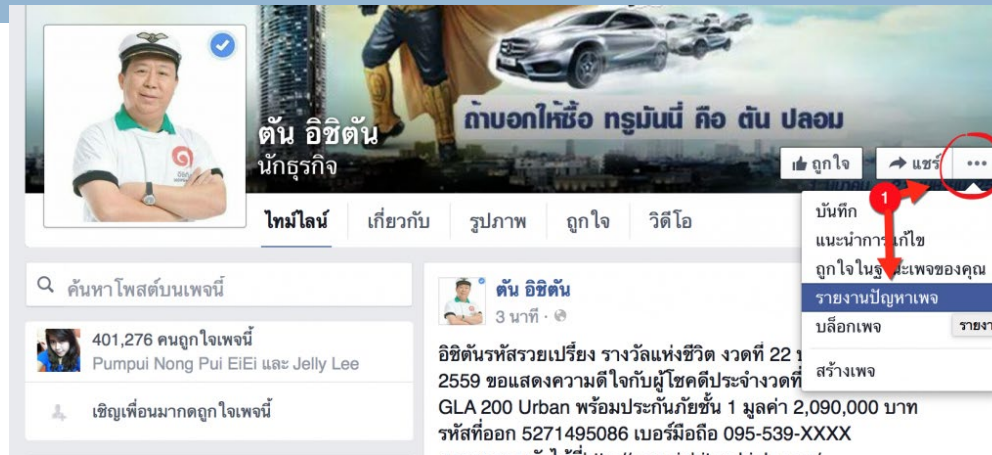 ถ้าบอกให้ซื้อ ทรูมันนี่ คือ ตัน ปลอม
ตัน อิชิตัน
นักธุรกิจ
ถูกใจ
แชร์
ไทม์ไลน์
เกี่ยวกับ
รูปภาพ
ถูกใจ
วิดีโอ
1
บันทึก
แนะนำการแก้ไข
ถูกใจในฐานะเพจของคุณ
รายงานปัญหาเพจ
บล็อกเพจ
สร้างเพจ
ค้นหาโพสต์บนเพจนี้
401,276 คนถูกใจเพจนี้
Pumpui Nong Pui EiEi และ Jelly Lee
เชิญเพื่อนมากดถูกใจเพจนี้
ตัน อิชิตัน
3 นาที ·
อิชิตันรหัสรวยเปรี้ยง รางวัลแห่งชีวิต งวดที่ 22
2559 ขอแสดงความดีใจกับผู้โชคดีประจำงวดที่
GLA 200 Urban พร้อมประกันภัยชั้น 1 มูลค่า 2,090,000 บาท
รหัสที่ออก 5271495086 เบอร์มือถือ 095-539-XXXX